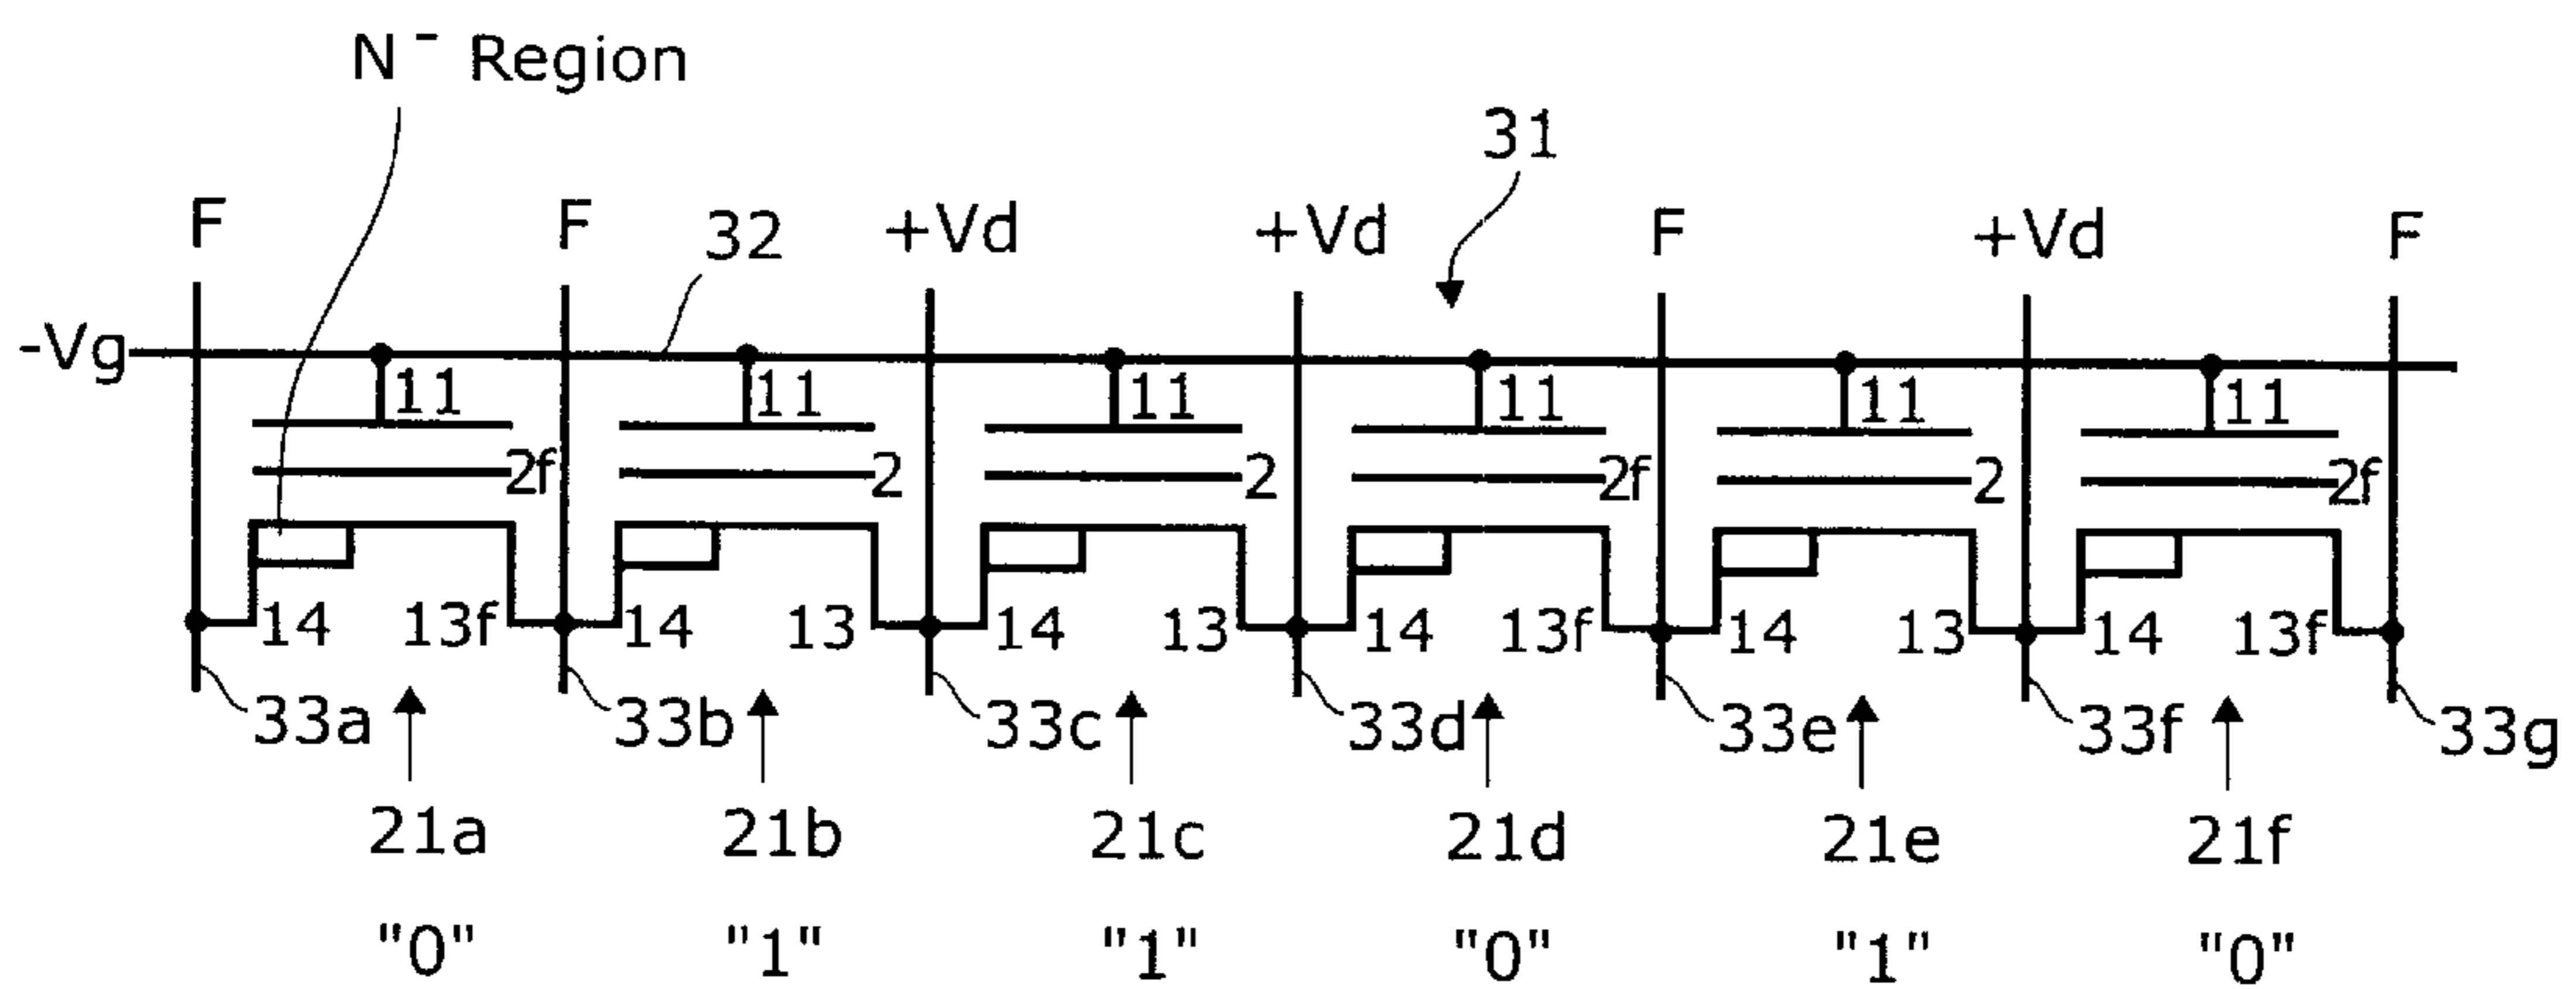 N⁻ Region
31
F F 32 +Vd +Vd F +Vd F
-Vg
11 11 11 11 11 11
2f 2 2 2f 2 2f
14 13f 14 13 14 13 14 13f 14 13 14 13f
33a 33b 33c 33d 33e 33f 33g
21a 21b 21c 21d 21e 21f
"0" "1" "1" "0" "1" "0"